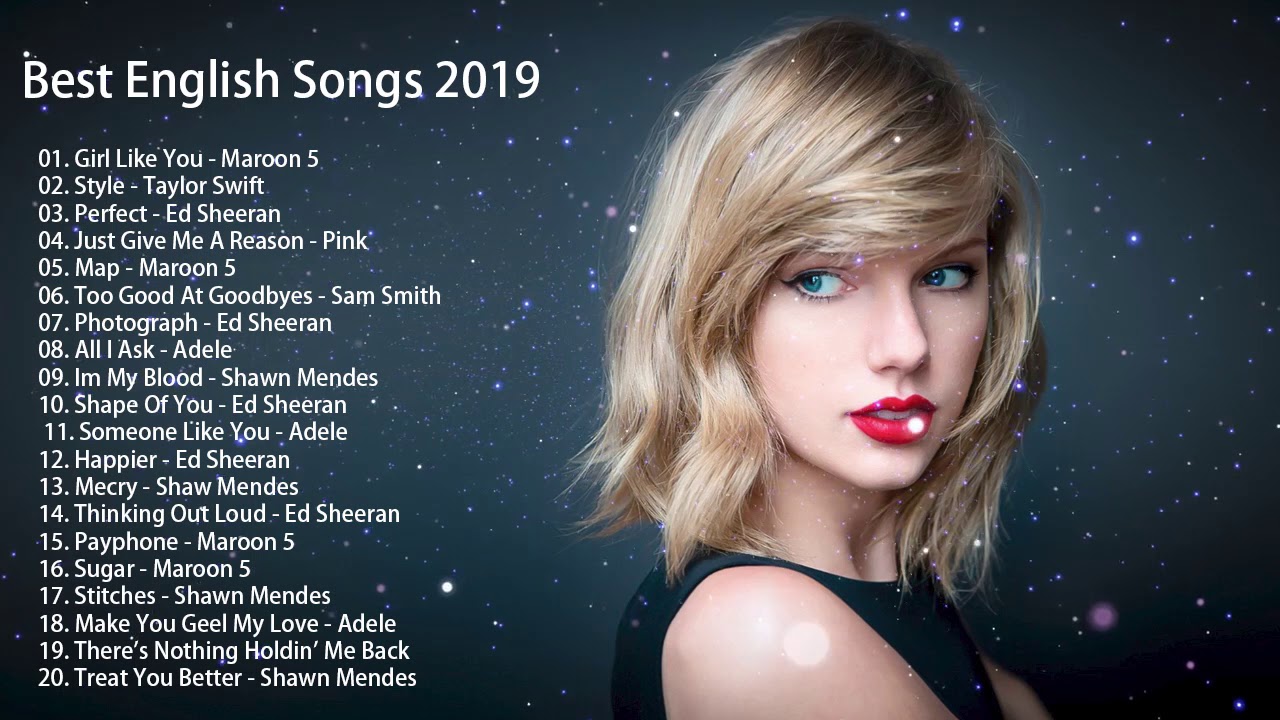 Best English Songs 2019
01. Girl Like You - Maroon 5
02. Style - Taylor Swift
03. Perfect - Ed Sheeran
04. Just Give Me A Reason - Pink
05. Map - Maroon 5
06. Too Good At Goodbyes - Sam Smith
07. Photograph - Ed Sheeran
08. All I Ask - Adele
09. Im My Blood - Shawn Mendes
10. Shape Of You - Ed Sheeran
11. Someone Like You - Adele
12. Happier - Ed Sheeran
13. Mecry - Shaw Mendes
14. Thinking Out Loud - Ed Sheeran
15. Payphone - Maroon 5
16. Sugar - Maroon 5
17. Stitches - Shawn Mendes
18. Make You Geel My Love - Adele
19. There’s Nothing Holdin’ Me Back
20. Treat You Better - Shawn Mendes